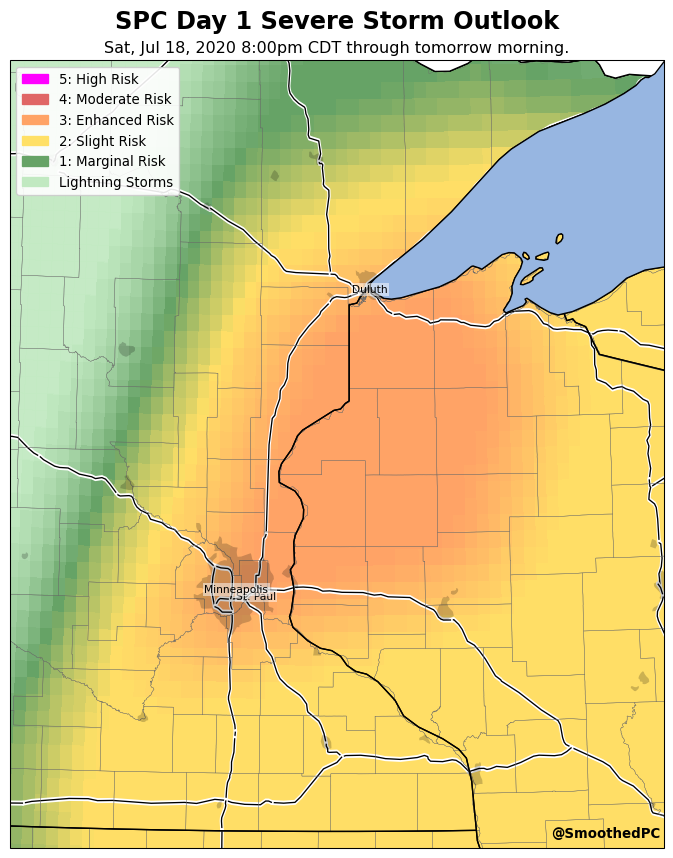 SPC Day 1 Severe Storm Outlook
Sat, Jul 18, 2020 8:00pm CDT through tomorrow morning.
5: High Risk
4: Moderate Risk
3: Enhanced Risk
2: Slight Risk
1: Marginal Risk
Lightning Storms
Duluth
Minneapolis
St. Paul
@SmoothedPC